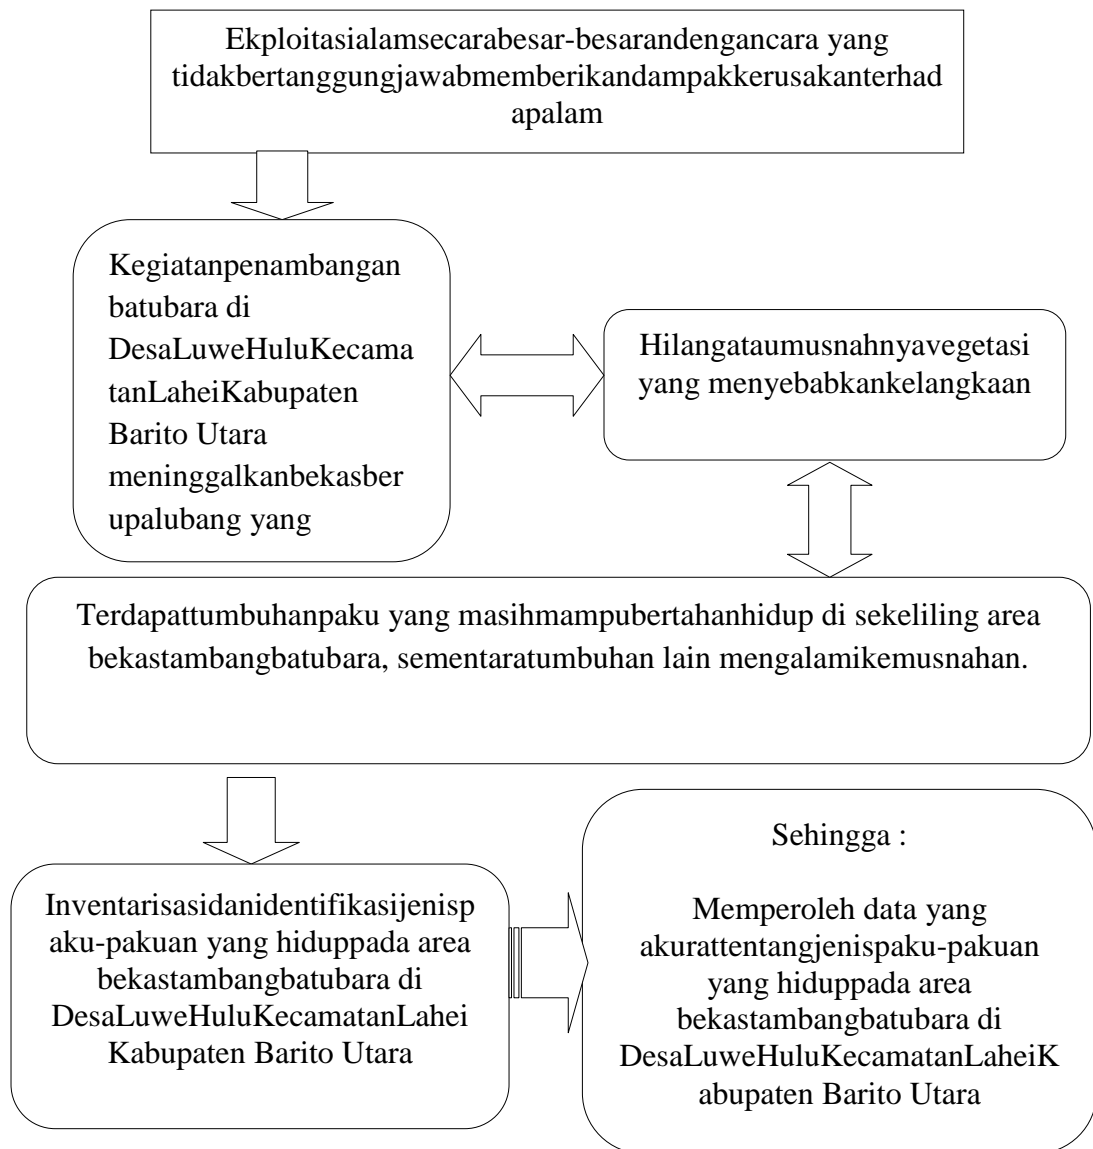 Ekploitasialamsecarabesar-besarandengancara yang
tidakbertanggungjawabmemberikandampakkerusakanterhad
apalam
Kegiatanpenambangan
batubara di
DesaLuweHuluKecama
tanLaheiKabupaten
Barito Utara
meninggalkanbekasber
upalubang yang
Hilangataumusnahnyavegetasi
yang menyebabkankelangkaan
Terdapattumbuhanpaku yang masihmampubertahanhidup di sekeliling area
bekastambangbatubara, sementaratumbuhan lain mengalamikemusnahan.
Inventarisasidanidentifikasijenisp
aku-pakuan yang hiduppada area
bekastambangbatubara di
DesaLuweHuluKecamatanLahei
Kabupaten Barito Utara
Sehingga :
Memperoleh data yang
akurattentangjenispaku-pakuan
yang hiduppada area
bekastambangbatubara di
DesaLuweHuluKecamatanLaheiK
abupaten Barito Utara